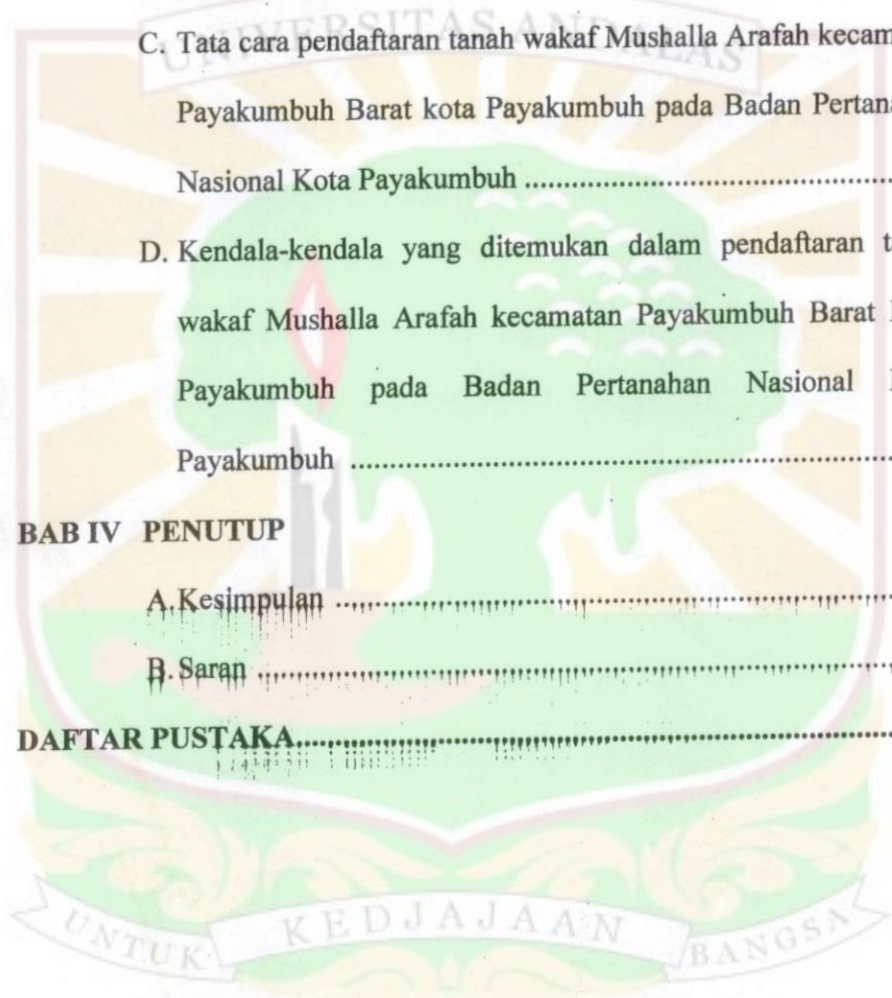 UNIVERSITAS ANDALAS
C. Tata cara pendaftaran tanah wakaf Mushalla Arafah kecam
Payakumbuh Barat kota Payakumbuh pada Badan Pertana
Nasional Kota Payakumbuh ............................................
D. Kendala-kendala yang ditemukan dalam pendaftaran t
wakaf Mushalla Arafah kecamatan Payakumbuh Barat
Payakumbuh pada Badan Pertanahan Nasional
Payakumbuh ............................................
BAB IV PENUTUP
A. Kesimpulan ............................................
B. Saran ............................................
DAFTAR PUSTAKA............................................
UNTUK KEDJAJAAN BANGSA